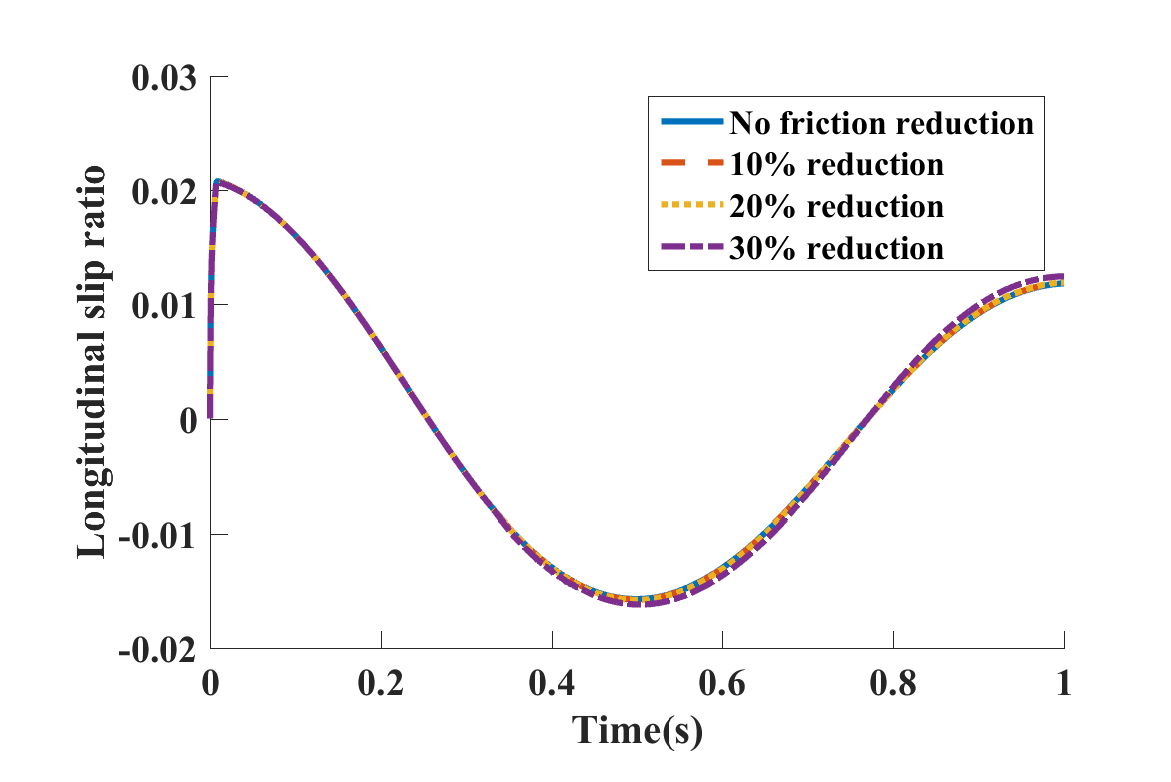 0.03
0.02
0.01
0
-0.01
-0.02
Longitudinal slip ratio
No friction reduction
10% reduction
20% reduction
30% reduction
0
0.2
0.4
0.6
0.8
1
Time(s)